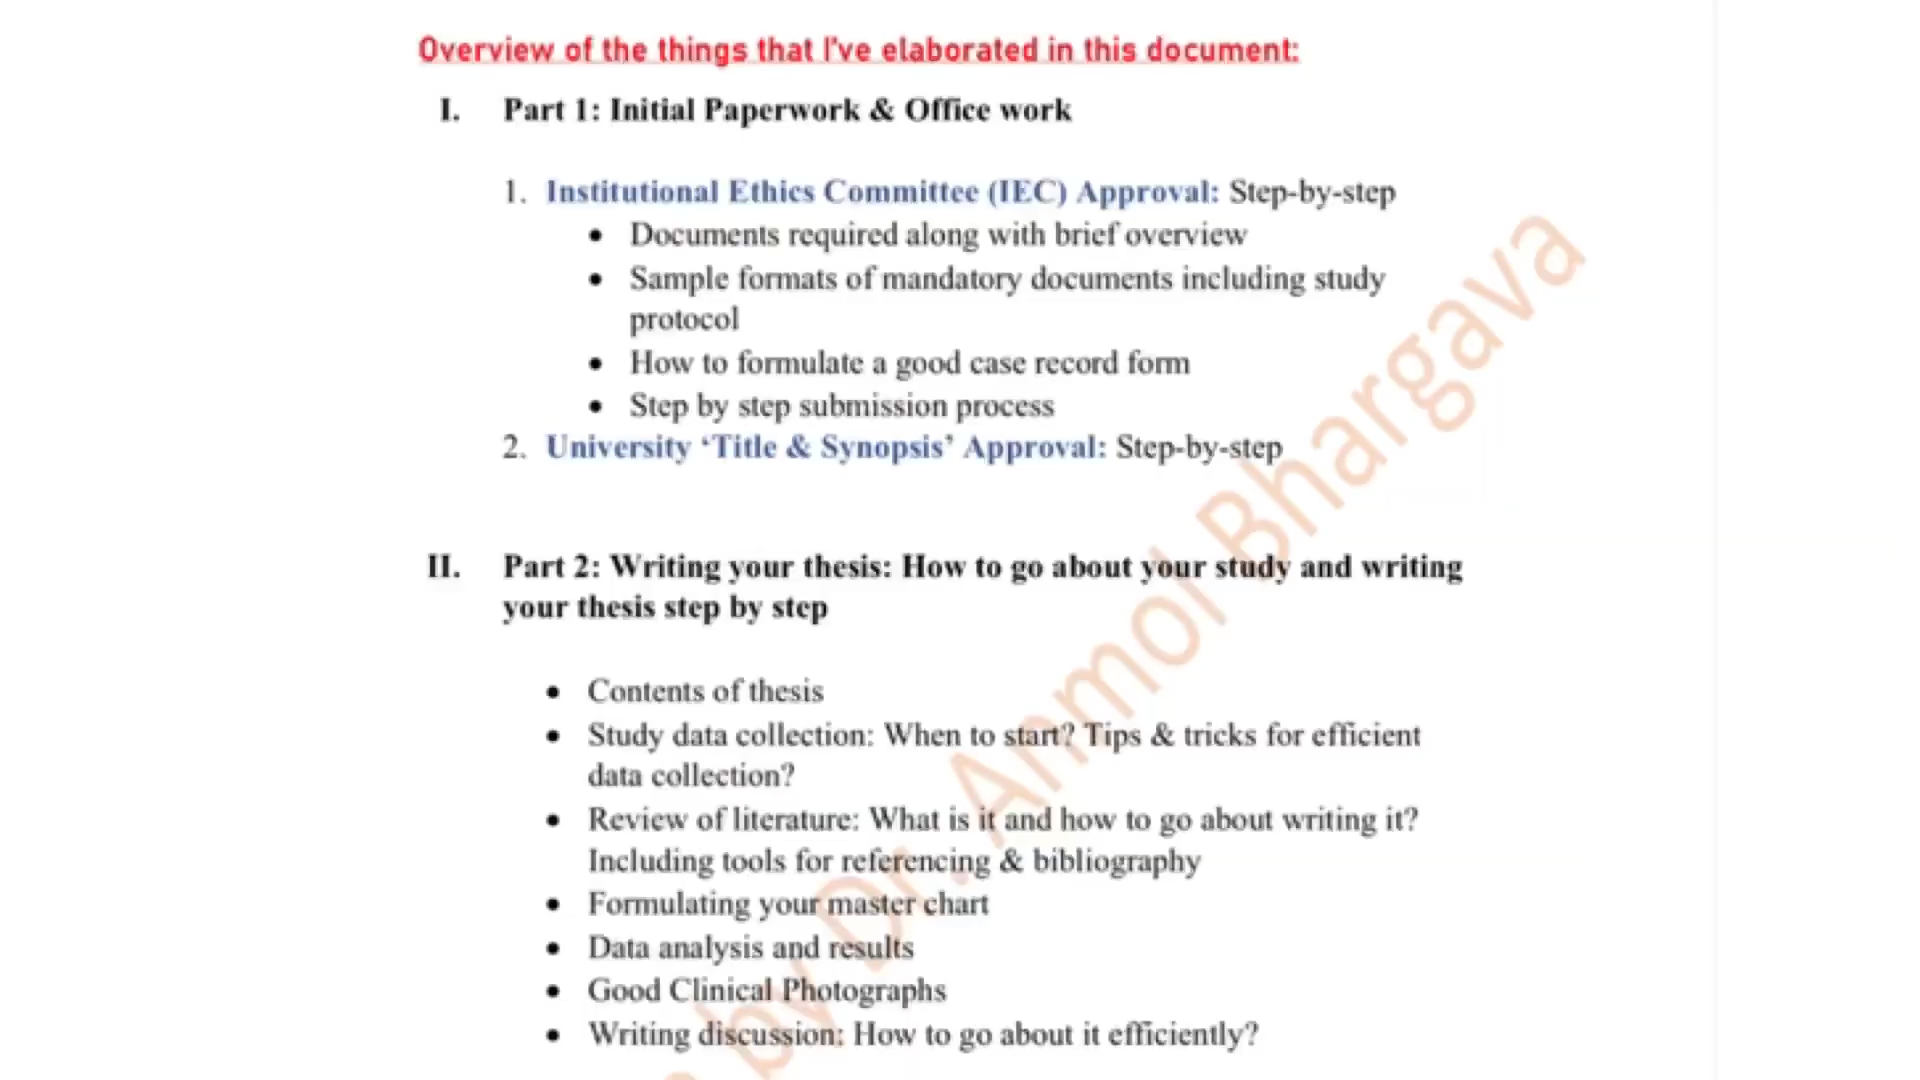 Overview of the things that I've elaborated in this document:
I. Part 1: Initial Paperwork & Office work
1. Institutional Ethics Committee (IEC) Approval: Step-by-step
• Documents required along with brief overview
• Sample formats of mandatory documents including study
protocol
• How to formulate a good case record form
• Step by step submission process
2. University ‘Title & Synopsis’ Approval: Step-by-step
II. Part 2: Writing your thesis: How to go about your study and writing
your thesis step by step
• Contents of thesis
• Study data collection: When to start? Tips & tricks for efficient
data collection?
• Review of literature: What is it and how to go about writing it?
Including tools for referencing & bibliography
• Formulating your master chart
• Data analysis and results
• Good Clinical Photographs
• Writing discussion: How to go about it efficiently?
by Dr. Anmol Bhargava